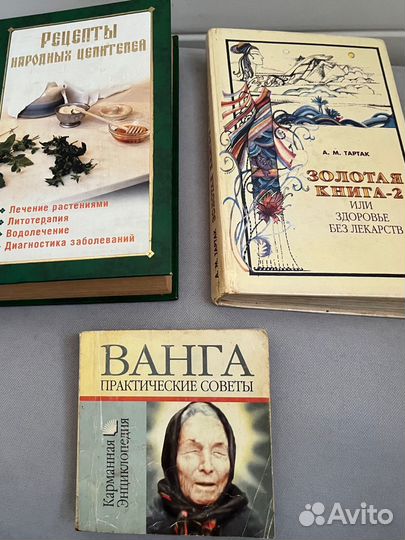 РЕЦЕПТЫ
НАРОДНЫХ ЦЕЛИТЕЛЕЙ
Лечение растениями
Литотерапия
Водолечение
Диагностика заболеваний
А. М. ТАРТАК
ЗОЛОТАЯ
КНИГА-2
ИЛИ
ЗДОРОВЬЕ
БЕЗ ЛЕКАРСТВ
А. М. ТАРТАК
ВАНГА
ПРАКТИЧЕСКИЕ СОВЕТЫ
Карманная
Энциклопедия
Avito